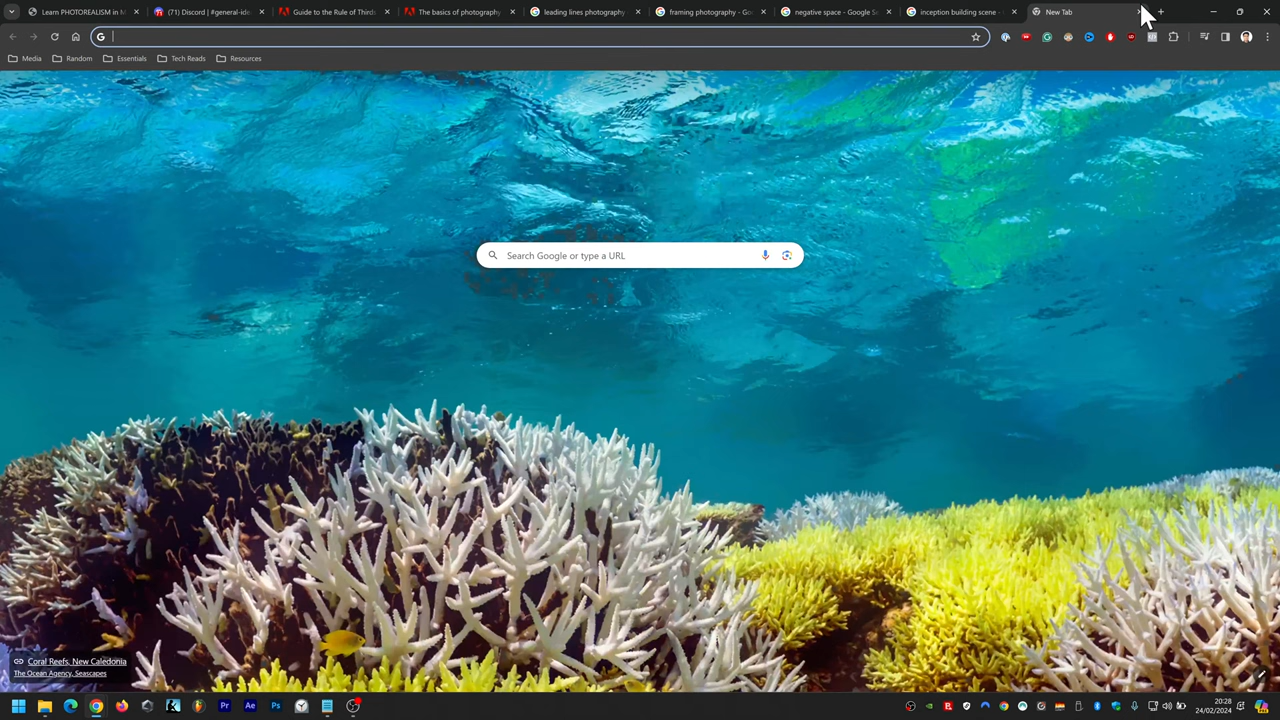 Learn PHOTOREALISM in M
(71) Discord | #general-ide
Guide to the Rule of Thirds
The basics of photography
leading lines photography
framing photography - Go
negative space - Google Se
inception building scene -
New Tab
Media
Random
Essentials
Tech Reads
Resources
Search Google or type a URL
Coral Reefs, New Caledonia
The Ocean Agency, Seascapes
20:28
24/02/2024